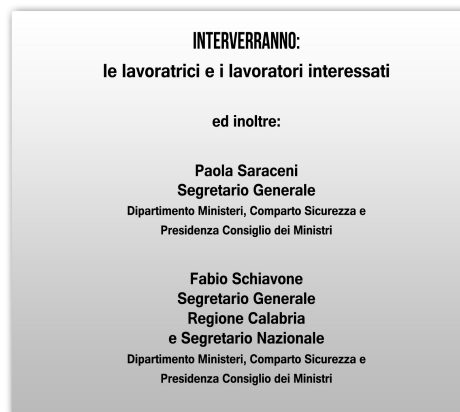 INTERVERRANNO:
le lavoratrici e i lavoratori interessati
ed inoltre:
Paola Saraceni
Segretario Generale
Dipartimento Ministeri, Comparto Sicurezza e
Presidenza Consiglio dei Ministri
Fabio Schiavone
Segretario Generale
Regione Calabria
e Segretario Nazionale
Dipartimento Ministeri, Comparto Sicurezza e
Presidenza Consiglio dei Ministri